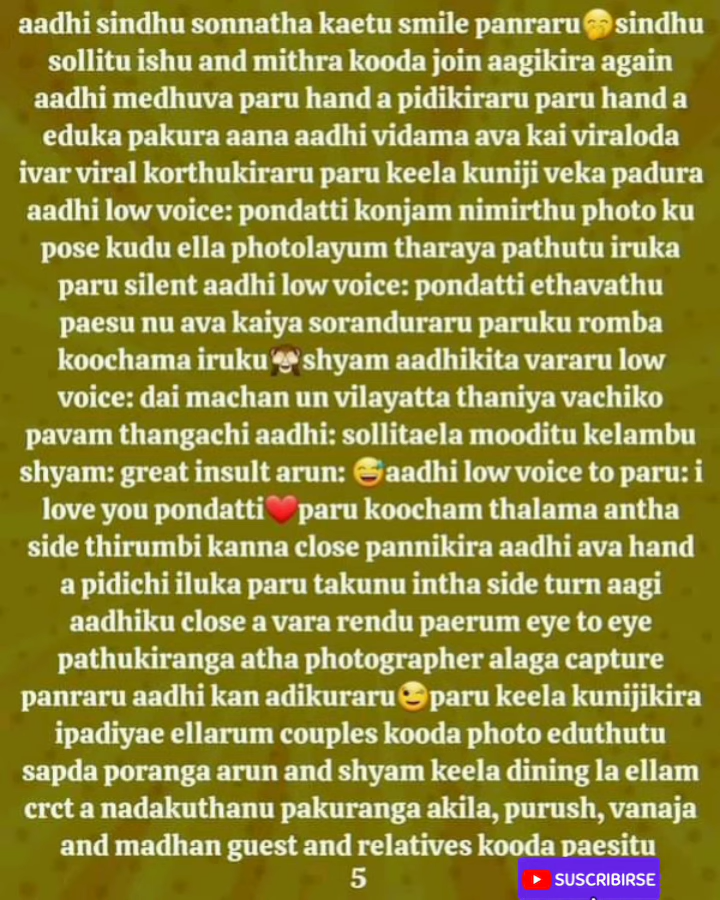 aadhi sindhu sonnatha kaetu smile panraru🤭sindhu
sollitu ishu and mithra kooda join aagikira again
aadhi medhuva paru hand a pidikiraru paru hand a
eduka pakura aana aadhi vidama ava kai viraloda
ivar viral korthukiraru paru keela kuniji veka padura
aadhi low voice: pondatti konjam nimirthu photo ku
pose kudu ella photolayum tharaya pathutu iruka
paru silent aadhi low voice: pondatti ethavathu
paesu nu ava kaiya soranduraru paruku romba
koochama iruku🙈shyam aadhikita vararu low
voice: dai machan un vilayatta thaniya vachiko
pavam thangachi aadhi: sollitaela mooditu kelambu
shyam: great insult arun: 😅aadhi low voice to paru: i
love you pondatti❤️paru koocham thalama antha
side thirumbi kanna close pannikira aadhi ava hand
a pidichi iluka paru takunu intha side turn aagi
aadhiku close a vara rendu paerum eye to eye
pathukiranga atha photographer alaga capture
panraru aadhi kan adikuraru😉paru keela kunijikira
ipadiyae ellarum couples kooda photo eduthutu
sapda poranga arun and shyam keela dining la ellam
crct a nadakuthanu pakuranga akila, purush, vanaja
and madhan guest and relatives kooda paesitu
5
SUSCRIBIRSE